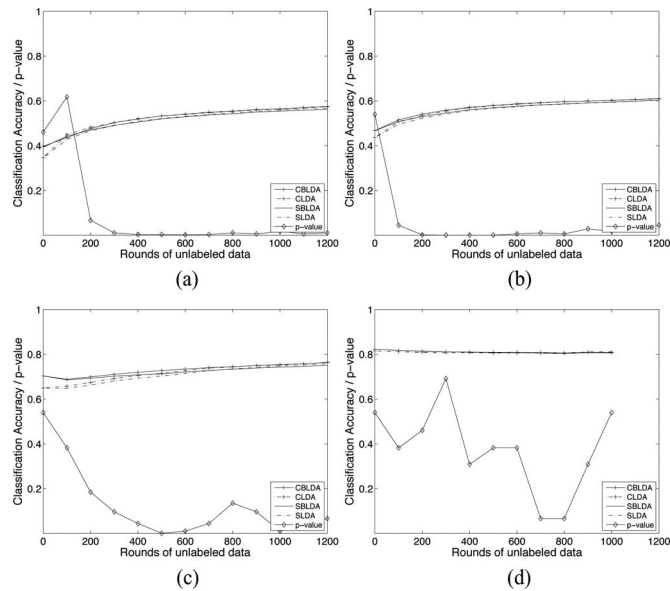 1
0.8
0.6
0.4
0.2
0 200 400 600 800 1000 1200
Classification Accuracy / p-value
Rounds of unlabeled data
CBLDA
CLDA
SBLDA
SLDA
p-value
(a)
1
0.8
0.6
0.4
0.2
0 200 400 600 800 1000 1200
Classification Accuracy / p-value
Rounds of unlabeled data
CBLDA
CLDA
SBLDA
SLDA
p-value
(b)
1
0.8
0.6
0.4
0.2
0 200 400 600 800 1000 1200
Classification Accuracy / p-value
Rounds of unlabeled data
CBLDA
CLDA
SBLDA
SLDA
p-value
(c)
1
0.8
0.6
0.4
0.2
0 200 400 600 800 1000 1200
Classification Accuracy / p-value
Rounds of unlabeled data
CBLDA
CLDA
SBLDA
SLDA
p-value
(d)